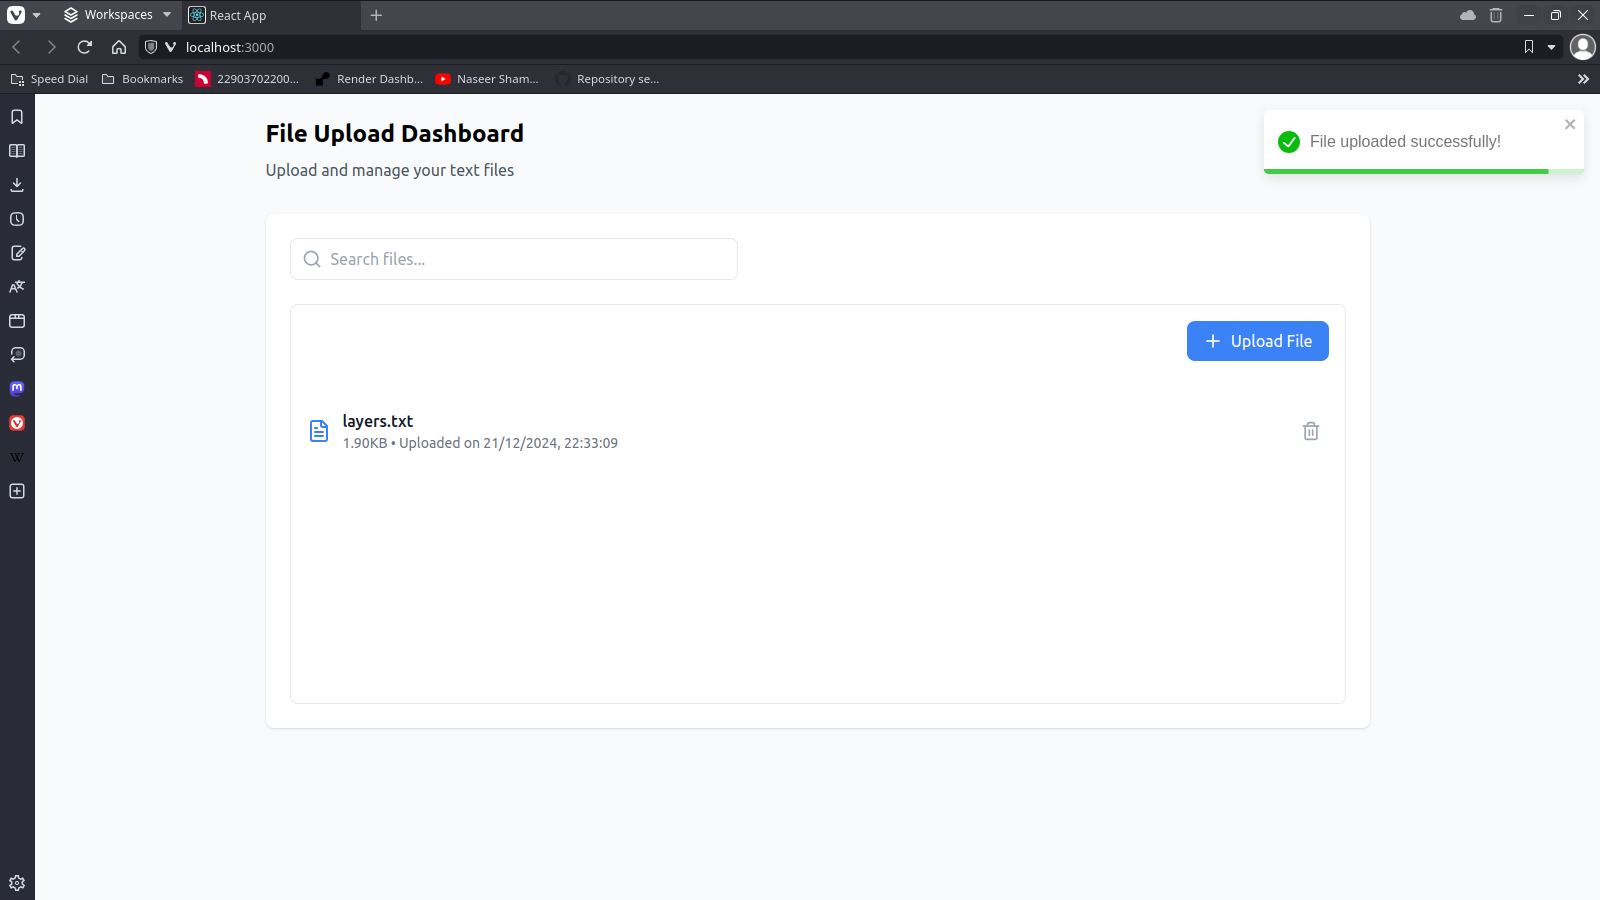 Workspaces
React App
localhost:3000
Speed Dial
Bookmarks
22903702200...
Render Dashb...
Naseer Sham...
Repository se...
File Upload Dashboard
Upload and manage your text files
File uploaded successfully!
Search files...
Upload File
layers.txt
1.90KB • Uploaded on 21/12/2024, 22:33:09
W